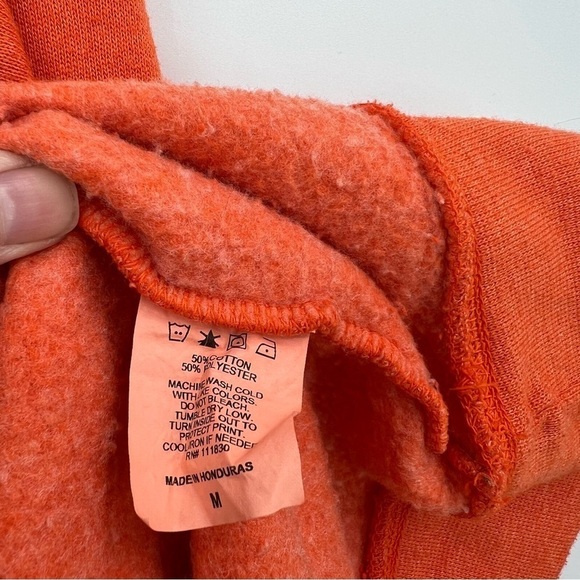 50% COTTON
50% POLYESTER
MACHINE WASH COLD
WITH LIKE COLORS.
DO NOT BLEACH.
TUMBLE DRY LOW.
TURN INSIDE OUT TO
PROTECT PRINT.
COOL IRON IF NEEDED
RN# 111830
MADE IN HONDURAS
M